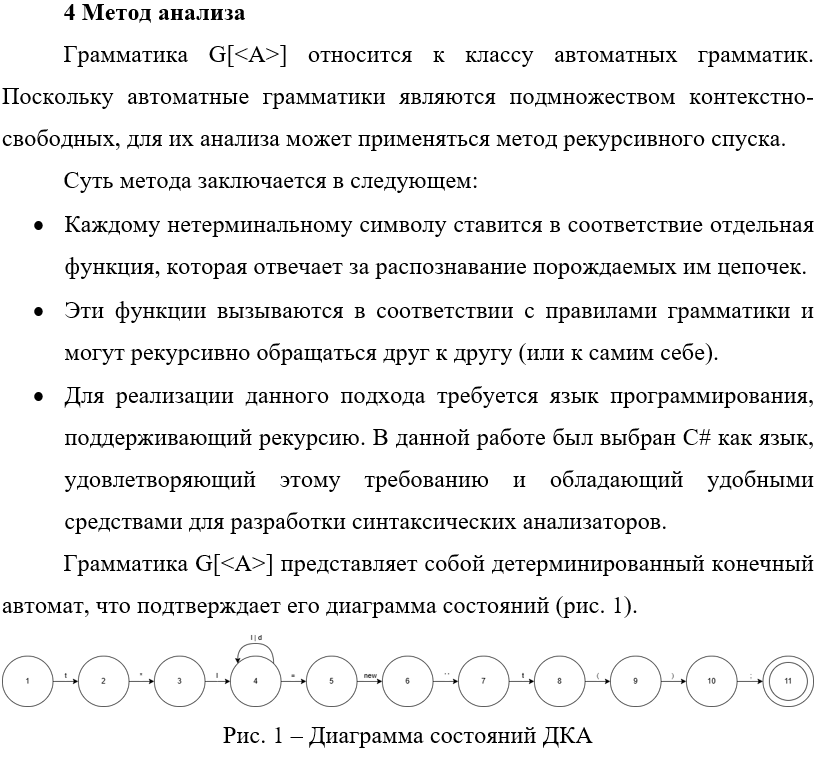 4 Метод анализа
Грамматика G[<A>] относится к классу автоматных грамматик.
Поскольку автоматные грамматики являются подмножеством контекстно-
свободных, для их анализа может применяться метод рекурсивного спуска.
Суть метода заключается в следующем:
• Каждому нетерминальному символу ставится в соответствие отдельная
функция, которая отвечает за распознавание порождаемых им цепочек.
• Эти функции вызываются в соответствии с правилами грамматики и
могут рекурсивно обращаться друг к другу (или к самим себе).
• Для реализации данного подхода требуется язык программирования,
поддерживающий рекурсию. В данной работе был выбран C# как язык,
удовлетворяющий этому требованию и обладающий удобными
средствами для разработки синтаксических анализаторов.
Грамматика G[<A>] представляет собой детерминированный конечный
автомат, что подтверждает его диаграмма состояний (рис. 1).
l | d
1 t 2 * 3 l 4 = 5 new 6 ' ' 7 t 8 ( 9 ) 10 ; 11
Рис. 1 – Диаграмма состояний ДКА